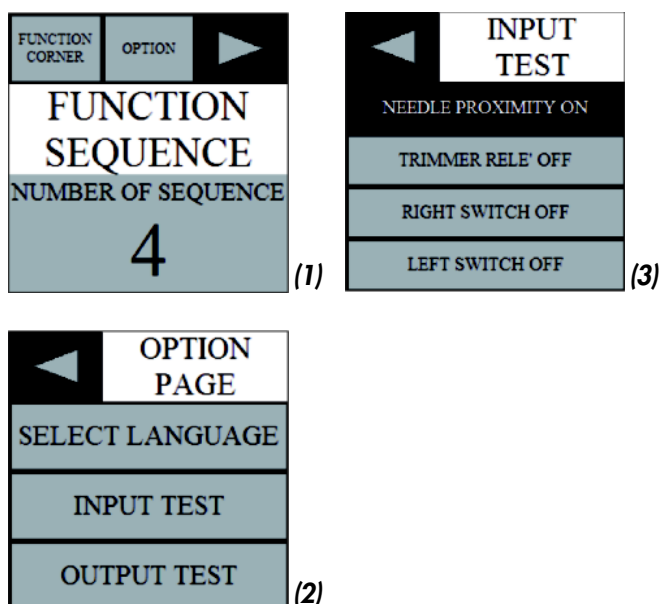 FUNCTION
CORNER
OPTION
FUNCTION
SEQUENCE
NUMBER OF SEQUENCE
4
(1)
INPUT
TEST
NEEDLE PROXIMITY ON
TRIMMER RELE' OFF
RIGHT SWITCH OFF
LEFT SWITCH OFF
(3)
OPTION
PAGE
SELECT LANGUAGE
INPUT TEST
OUTPUT TEST
(2)